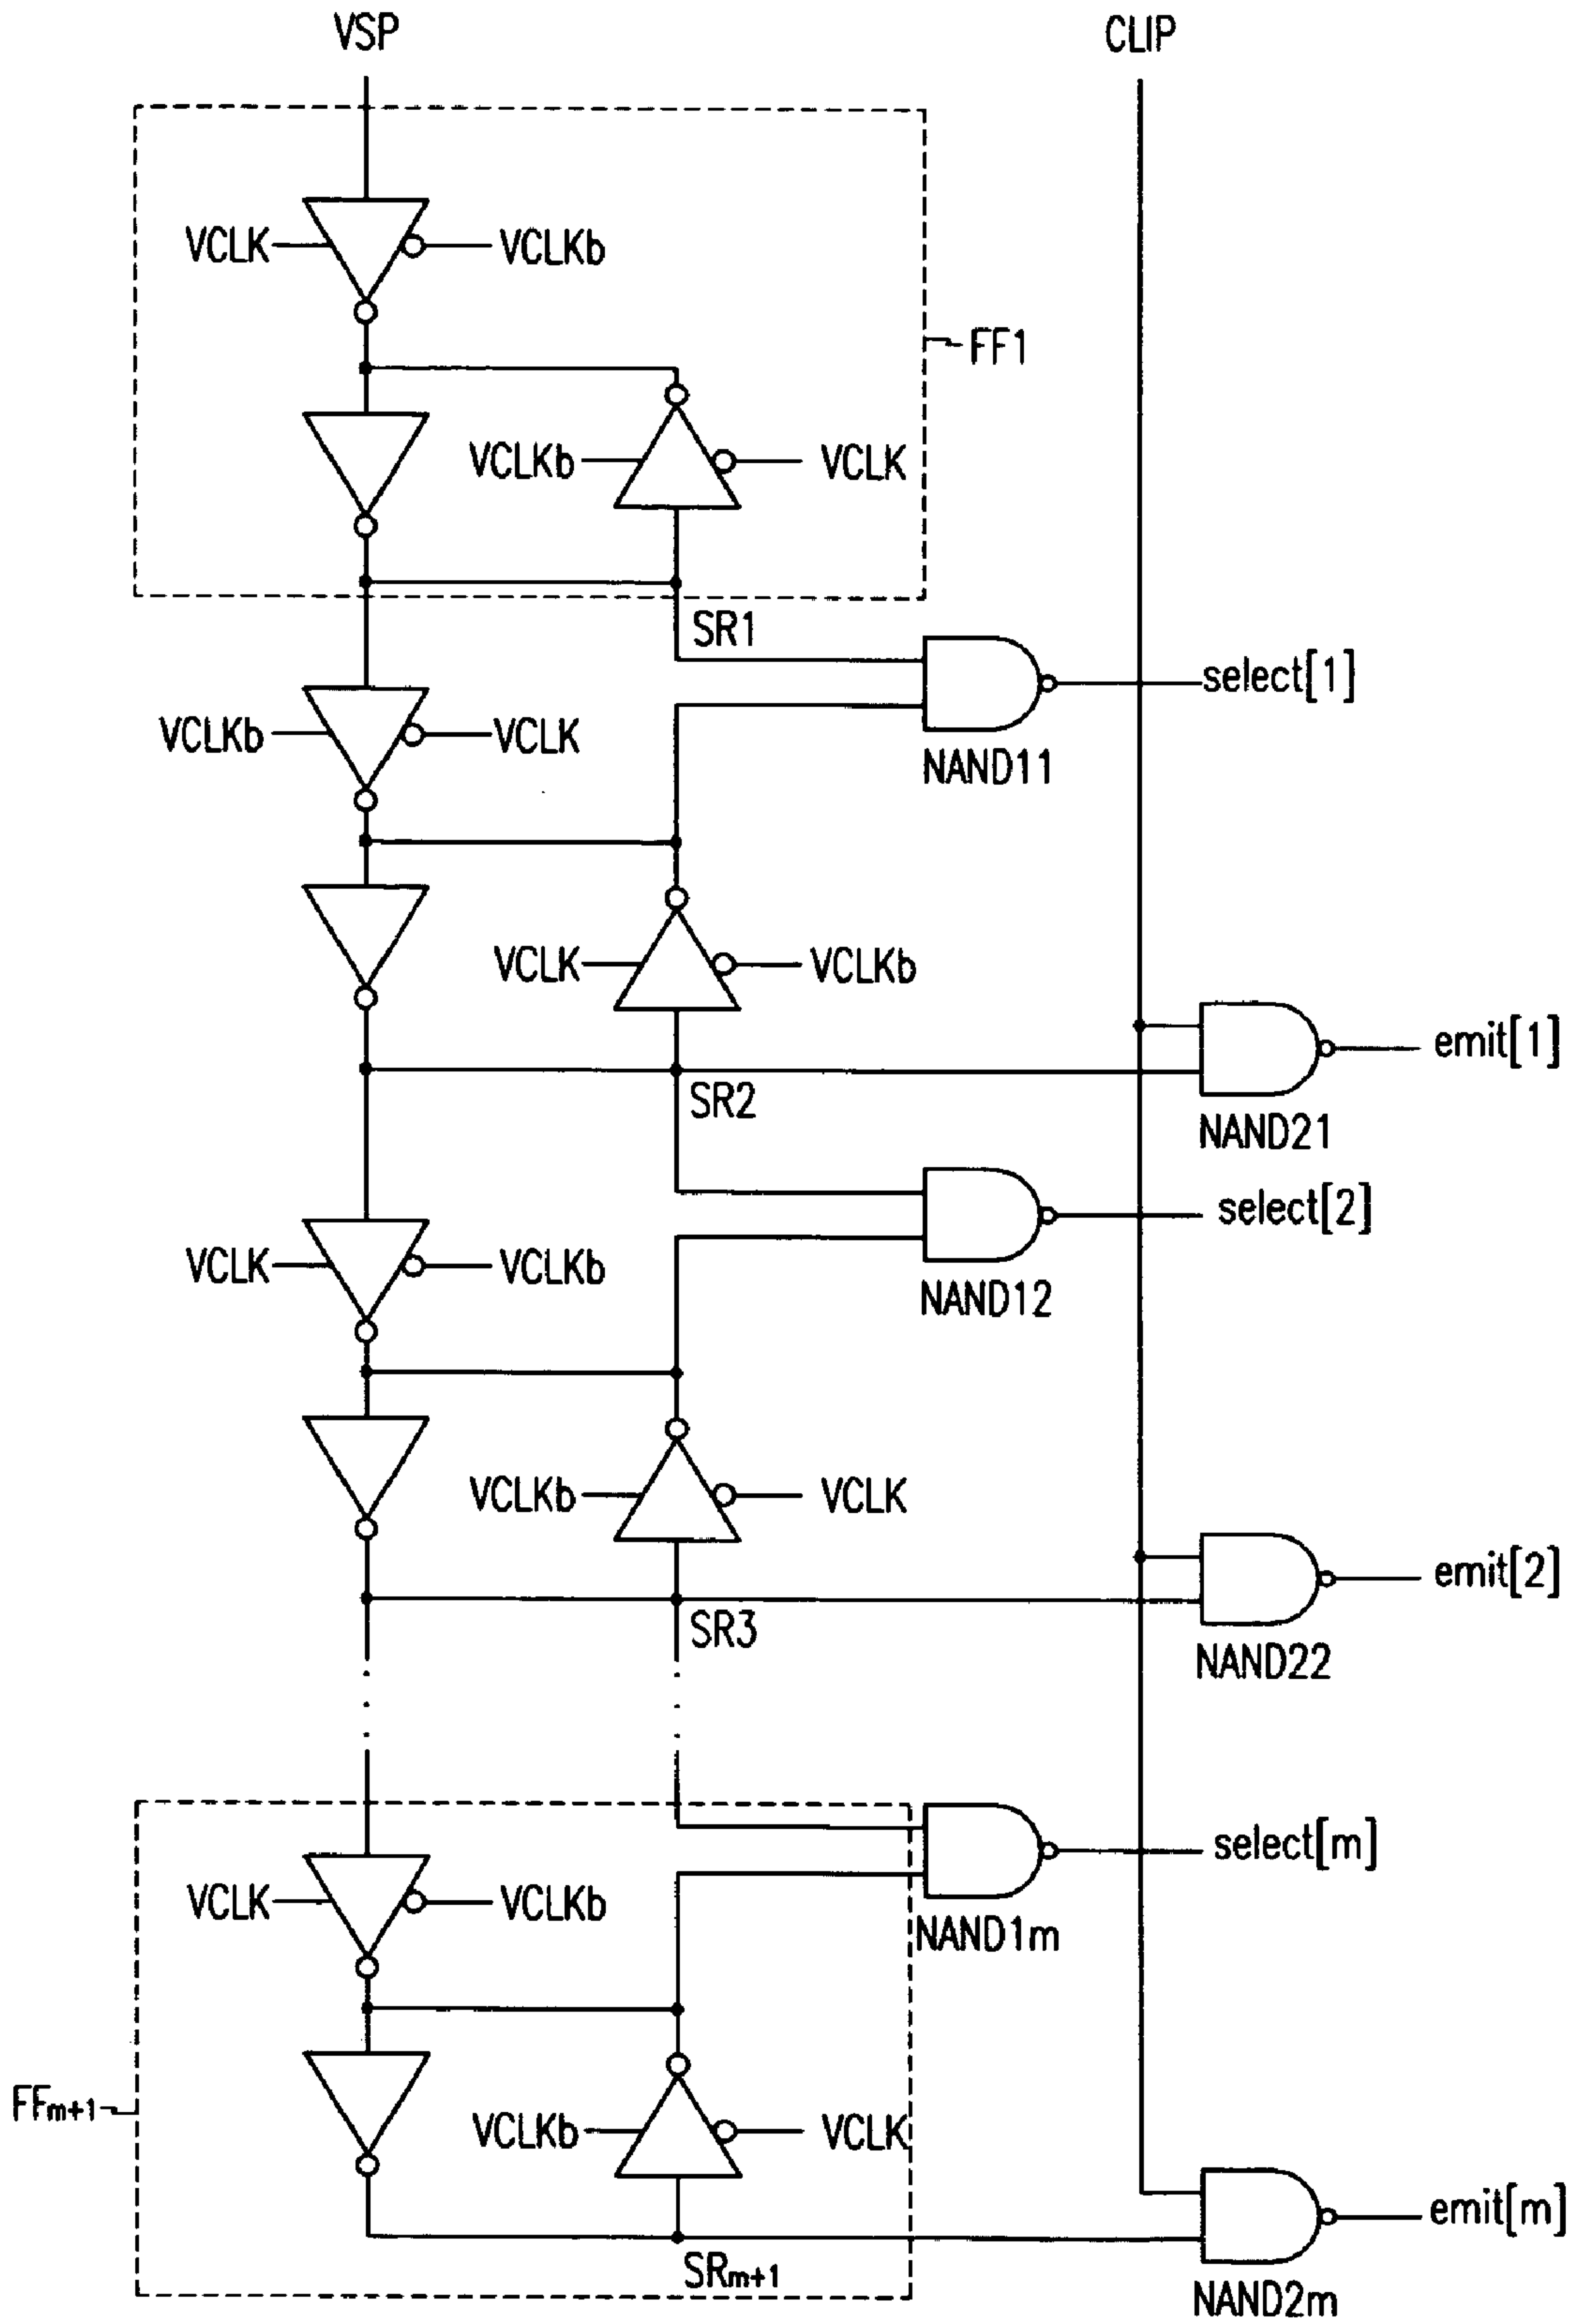 VSP
CLIP
VCLK
VCLKb
FF1
VCLKb
VCLK
SR1
select[1]
VCLKb
VCLK
NAND11
VCLK
VCLKb
emit[1]
SR2
NAND21
select[2]
VCLK
VCLKb
NAND12
VCLKb
VCLK
emit[2]
SR3
NAND22
select[m]
VCLK
VCLKb
NAND1m
FFm+1
VCLKb
VCLK
emit[m]
SRm+1
NAND2m